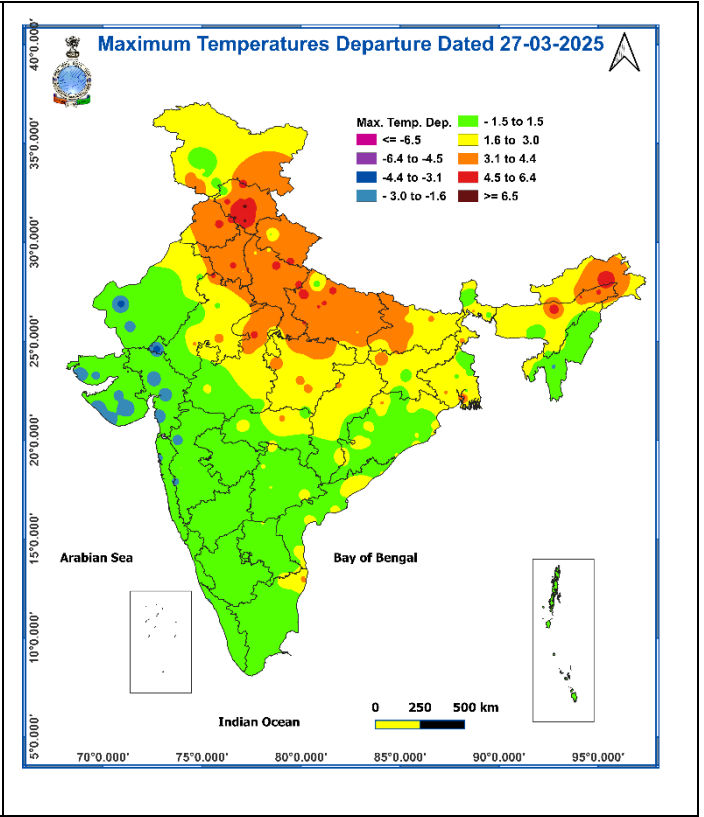 Maximum Temperatures Departure Dated 27-03-2025
Max. Temp. Dep.
<= -6.5
-6.4 to -4.5
-4.4 to -3.1
- 3.0 to -1.6
- 1.5 to 1.5
1.6 to 3.0
3.1 to 4.4
4.5 to 6.4
>= 6.5
40°0.000'
35°0.000'
30°0.000'
25°0.000'
20°0.000'
15°0.000'
10°0.000'
5°0.000'
Arabian Sea
Bay of Bengal
0 250 500 km
Indian Ocean
70°0.000' 75°0.000' 80°0.000' 85°0.000' 90°0.000' 95°0.000'